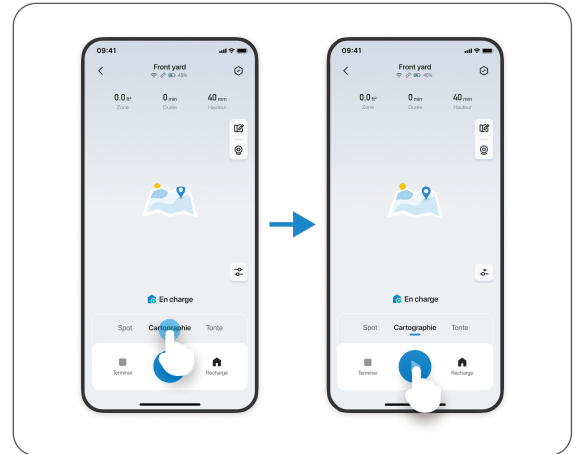 09:41
Front yard
45%
0.0 ft² 0 min 40 mm
Zone Durée Hauteur
En charge
Spot Cartographie Tonte
Terminer Recharge
09:41
Front yard
45%
0.0 ft² 0 min 40 mm
Zone Durée Hauteur
En charge
Spot Cartographie Tonte
Terminer Recharge